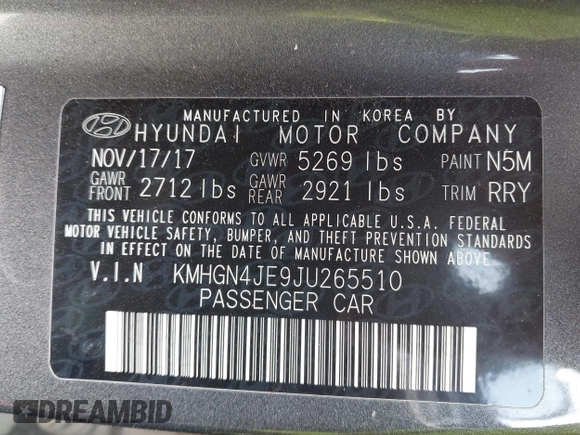 MANUFACTURED IN KOREA BY
HYUNDAI MOTOR COMPANY
NOV/17/17 GVWR 5269 lbs PAINT N5M
GAWR FRONT 2712 lbs GAWR REAR 2921 lbs TRIM RRY
THIS VEHICLE CONFORMS TO ALL APPLICABLE U.S.A. FEDERAL
MOTOR VEHICLE SAFETY, BUMPER, AND THEFT PREVENTION STANDARDS
IN EFFECT ON THE DATE OF MANUFACTURE SHOWN ABOVE.
V.I.N KMHGN4JE9JU265510
PASSENGER CAR
DREAMBID